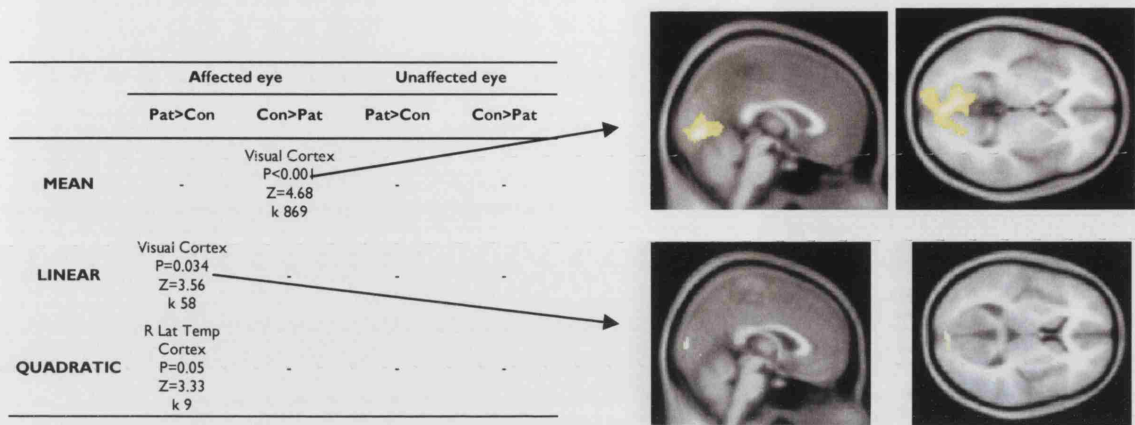 Affected eye Unaffected eye
Pat>Con Con>Pat Pat>Con Con>Pat
Visual Cortex
P<0.001
MEAN - Z=4.68 - -
k 869
Visual Cortex
P=0.034
LINEAR Z=3.56 - - -
k 58
R Lat Temp
Cortex
QUADRATIC P=0.05 - - -
Z=3.33
k 9